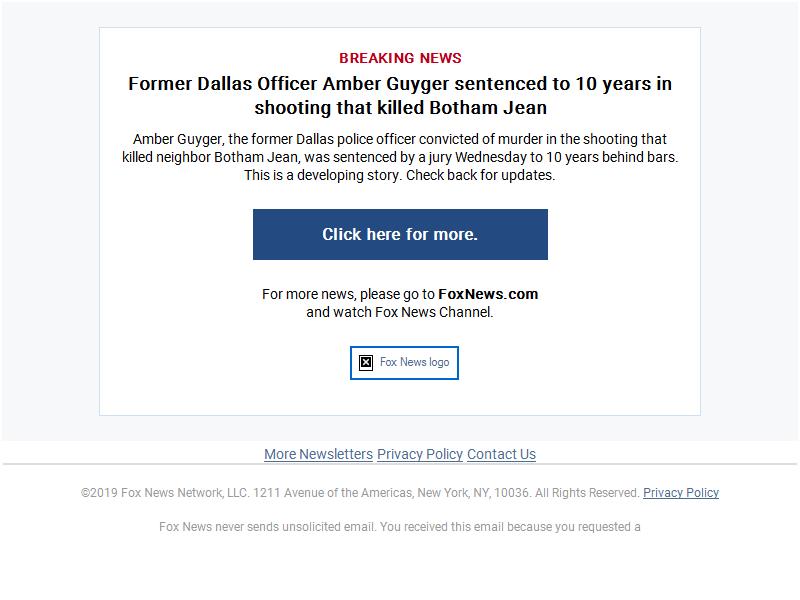 BREAKING NEWS
Former Dallas Officer Amber Guyger sentenced to 10 years in
shooting that killed Botham Jean
Amber Guyger, the former Dallas police officer convicted of murder in the shooting that
killed neighbor Botham Jean, was sentenced by a jury Wednesday to 10 years behind bars.
This is a developing story. Check back for updates.
Click here for more.
For more news, please go to FoxNews.com
and watch Fox News Channel.
Fox News logo
More Newsletters Privacy Policy Contact Us
©2019 Fox News Network, LLC. 1211 Avenue of the Americas, New York, NY, 10036. All Rights Reserved. Privacy Policy
Fox News never sends unsolicited email. You received this email because you requested a